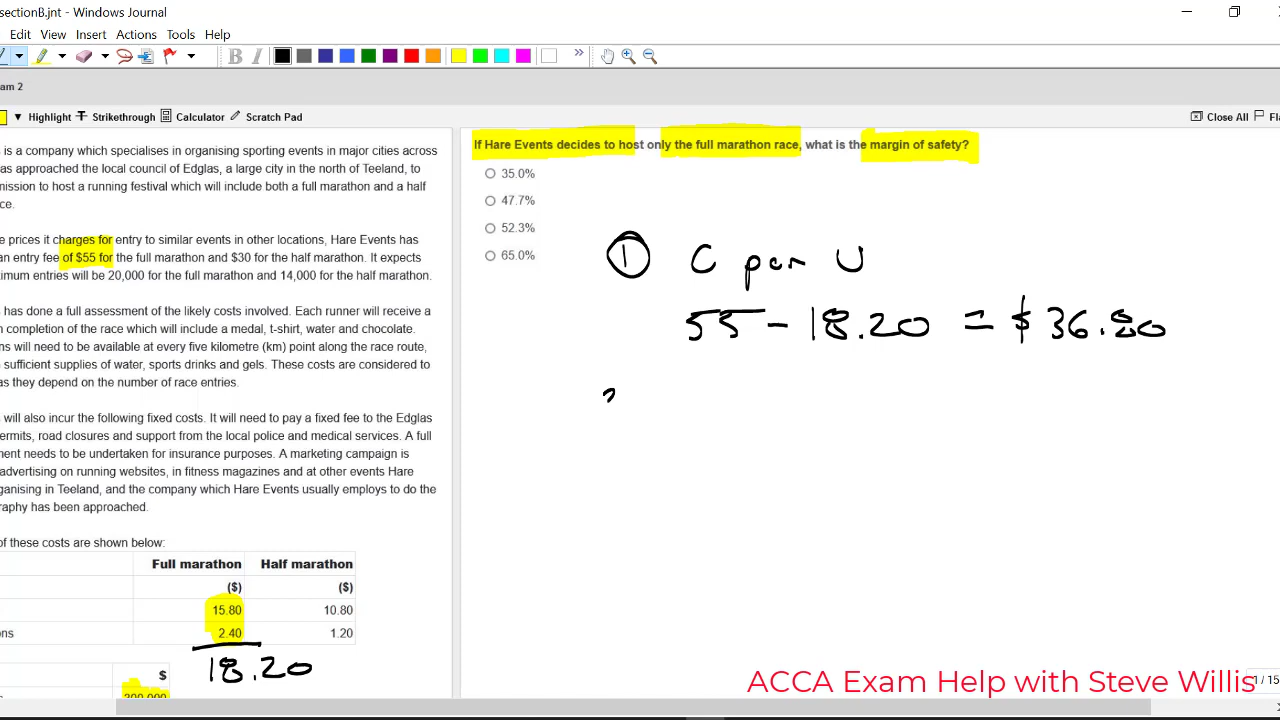 sectionB.jnt - Windows Journal
Edit View Insert Actions Tools Help
B I »
am 2
Highlight T Strikethrough Calculator Scratch Pad
Close All Fla
is a company which specialises in organising sporting events in major cities across
as approached the local council of Edglas, a large city in the north of Teeland, to
mission to host a running festival which will include both a full marathon and a half
ce.
e prices it charges for entry to similar events in other locations, Hare Events has
an entry fee of $55 for the full marathon and $30 for the half marathon. It expects
ximum entries will be 20,000 for the full marathon and 14,000 for the half marathon.
has done a full assessment of the likely costs involved. Each runner will receive a
n completion of the race which will include a medal, t-shirt, water and chocolate.
ns will need to be available at every five kilometre (km) point along the race route,
sufficient supplies of water, sports drinks and gels. These costs are considered to
as they depend on the number of race entries.
will also incur the following fixed costs. It will need to pay a fixed fee to the Edglas
ermits, road closures and support from the local police and medical services. A full
ment needs to be undertaken for insurance purposes. A marketing campaign is
advertising on running websites, in fitness magazines and at other events Hare
ganising in Teeland, and the company which Hare Events usually employs to do the
graphy has been approached.
of these costs are shown below:
Full marathon Half marathon
($) ($)
15.80 10.80
ons 2.40 1.20
18.20
$
200,000
If Hare Events decides to host only the full marathon race, what is the margin of safety?
35.0%
47.7%
52.3%
65.0%
1 C per U
55 - 18.20 = $36.80
1 / 15
ACCA Exam Help with Steve Willis